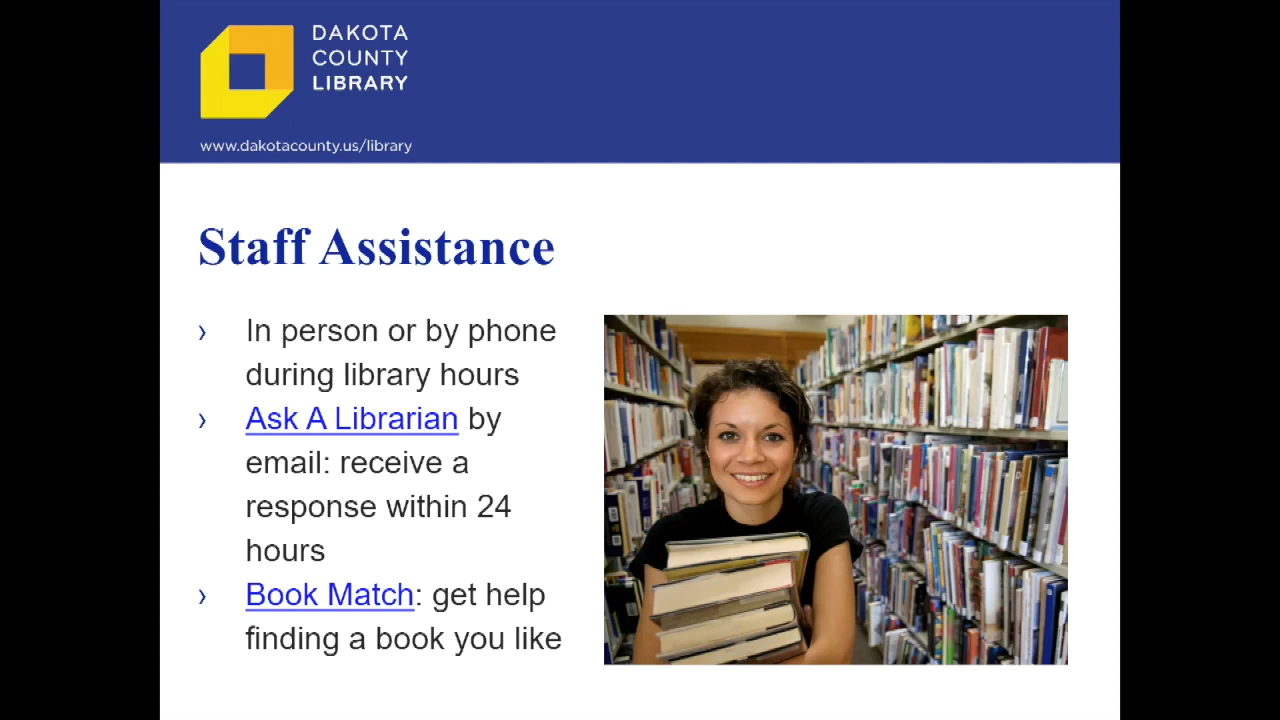 DAKOTA
COUNTY
LIBRARY
www.dakotacounty.us/library
Staff Assistance
› In person or by phone
during library hours
› Ask A Librarian by
email: receive a
response within 24
hours
› Book Match: get help
finding a book you like